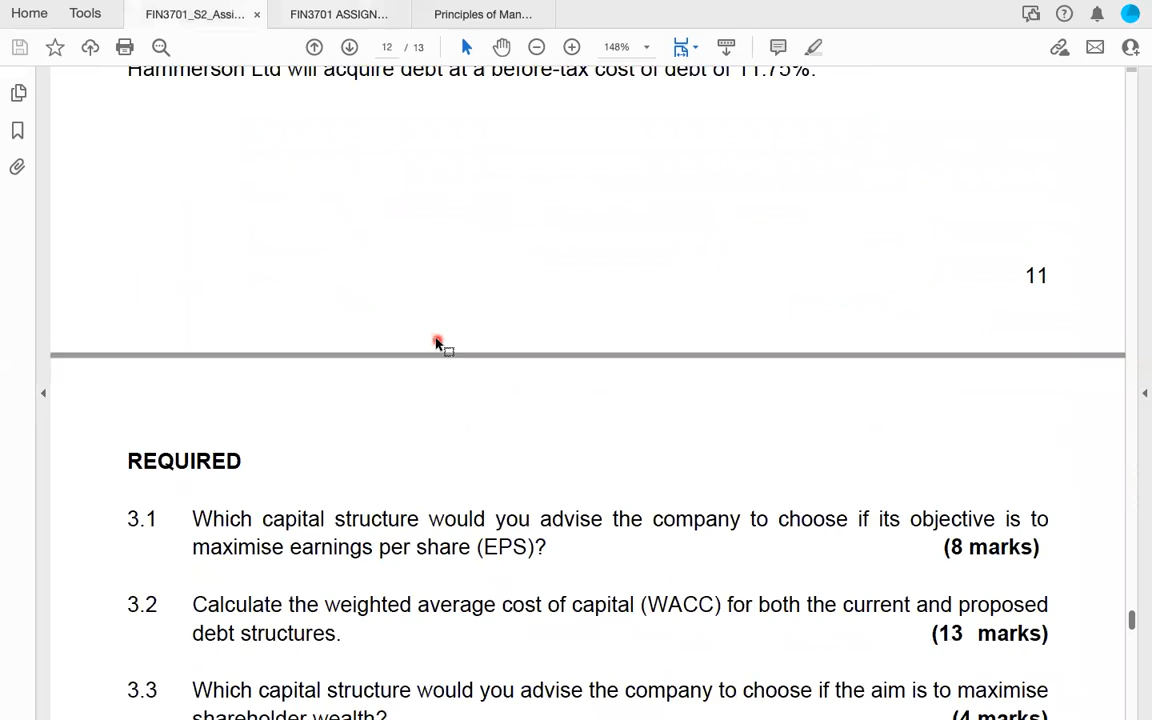 Home Tools FIN3701_S2_Assi... × FIN3701 ASSIGN... Principles of Man...
12 / 13 148%
Hammerson Ltd will acquire debt at a before-tax cost of debt of 11.75%.
11
REQUIRED
3.1 Which capital structure would you advise the company to choose if its objective is to
maximise earnings per share (EPS)? (8 marks)
3.2 Calculate the weighted average cost of capital (WACC) for both the current and proposed
debt structures. (13 marks)
3.3 Which capital structure would you advise the company to choose if the aim is to maximise
shareholder wealth? (4 marks)